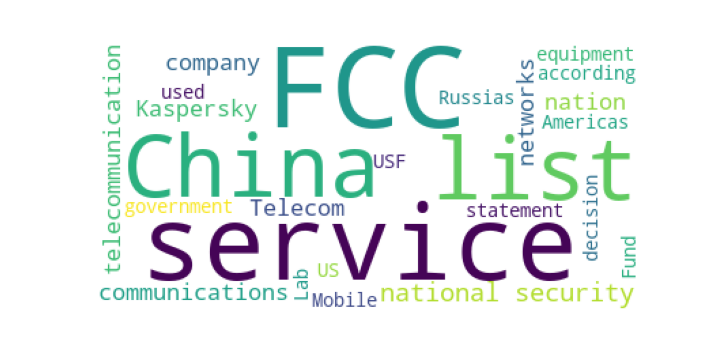 FCC
equipment
company
according
used
Russias
networks
nation
Kaspersky
Americas
telecommunication
China list
USF
government
Telecom
statement
decision
service
Fund
US
Lab
communications
Mobile
national security